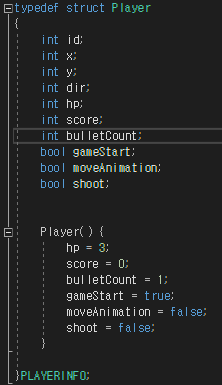 typedef struct Player
{
int id;
int x;
int y;
int dir;
int hp;
int score;
int bulletCount;
bool gameStart;
bool moveAnimation;
bool shoot;
Player() {
hp = 3;
score = 0;
bulletCount = 1;
gameStart = true;
moveAnimation = false;
shoot = false;
}
}PLAYERINFO;